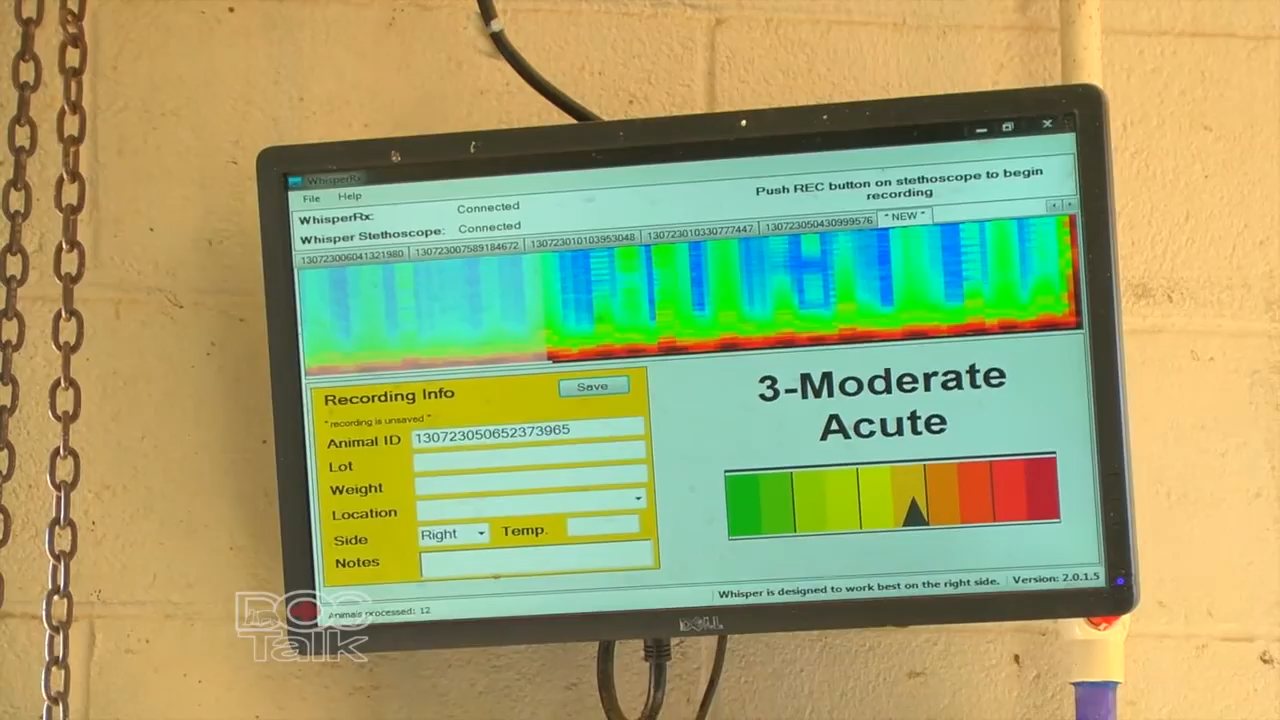 WhisperRx
File Help
WhisperRx: Connected
Whisper Stethoscope: Connected
Push REC button on stethoscope to begin
recording
130723006041321980 130723007589184672 130723010103953048 130723010330777447 130723050430999576 * NEW *
Recording Info
Save
* recording is unsaved *
Animal ID 130723050652373965
Lot
Weight
Location
Side Right Temp.
Notes
3-Moderate
Acute
Animals processed: 12
Whisper is designed to work best on the right side. Version: 2.0.1.5
DELL
DOC
Talk